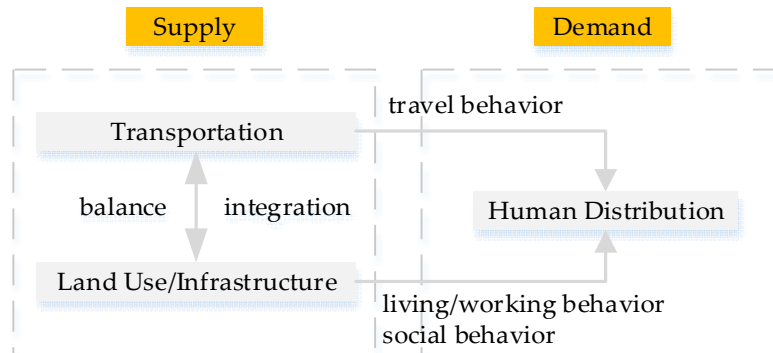 Supply
Demand
travel behavior
Transportation
balance
integration
Human Distribution
Land Use/Infrastructure
living/working behavior
social behavior